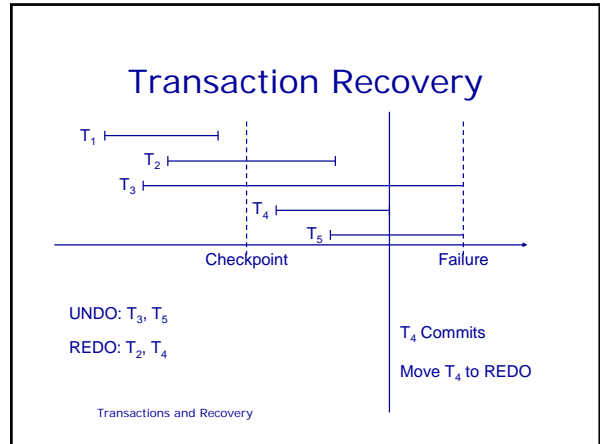 Transaction Recovery
T₁
T₂
T₃
T₄
T₅
Checkpoint
Failure
UNDO: T₃, T₅
REDO: T₂, T₄
T₄ Commits
Move T₄ to REDO
Transactions and Recovery